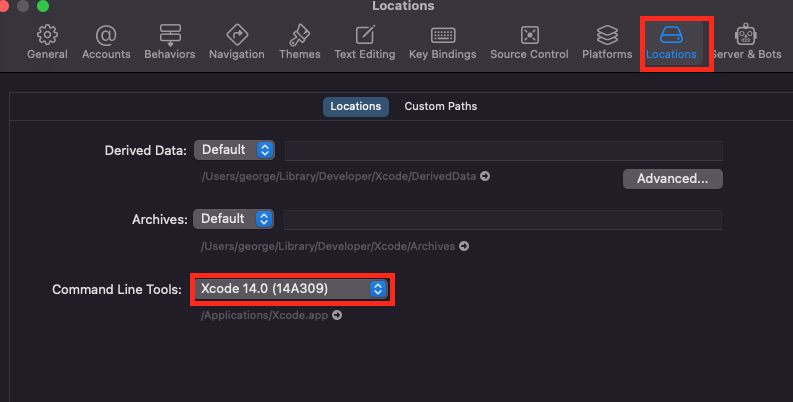 Locations
General Accounts Behaviors Navigation Themes Text Editing Key Bindings Source Control Platforms Locations Server & Bots
Locations Custom Paths
Derived Data: Default
/Users/george/Library/Developer/Xcode/DerivedData
Advanced...
Archives: Default
/Users/george/Library/Developer/Xcode/Archives
Command Line Tools: Xcode 14.0 (14A309)
/Applications/Xcode.app